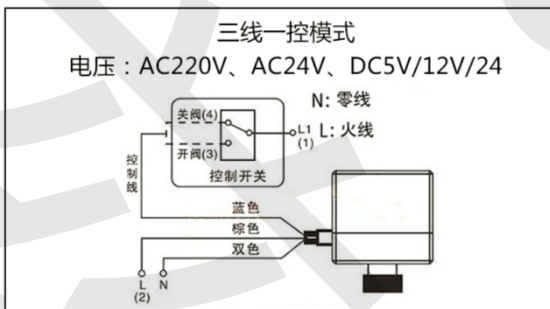 三线一控模式
电压：AC220V、AC24V、DC5V/12V/24
N: 零线
L: 火线
关阀(4)
L1
(1)
开阀(3)
控制开关
控制线
蓝色
棕色
双色
L
(2)
N